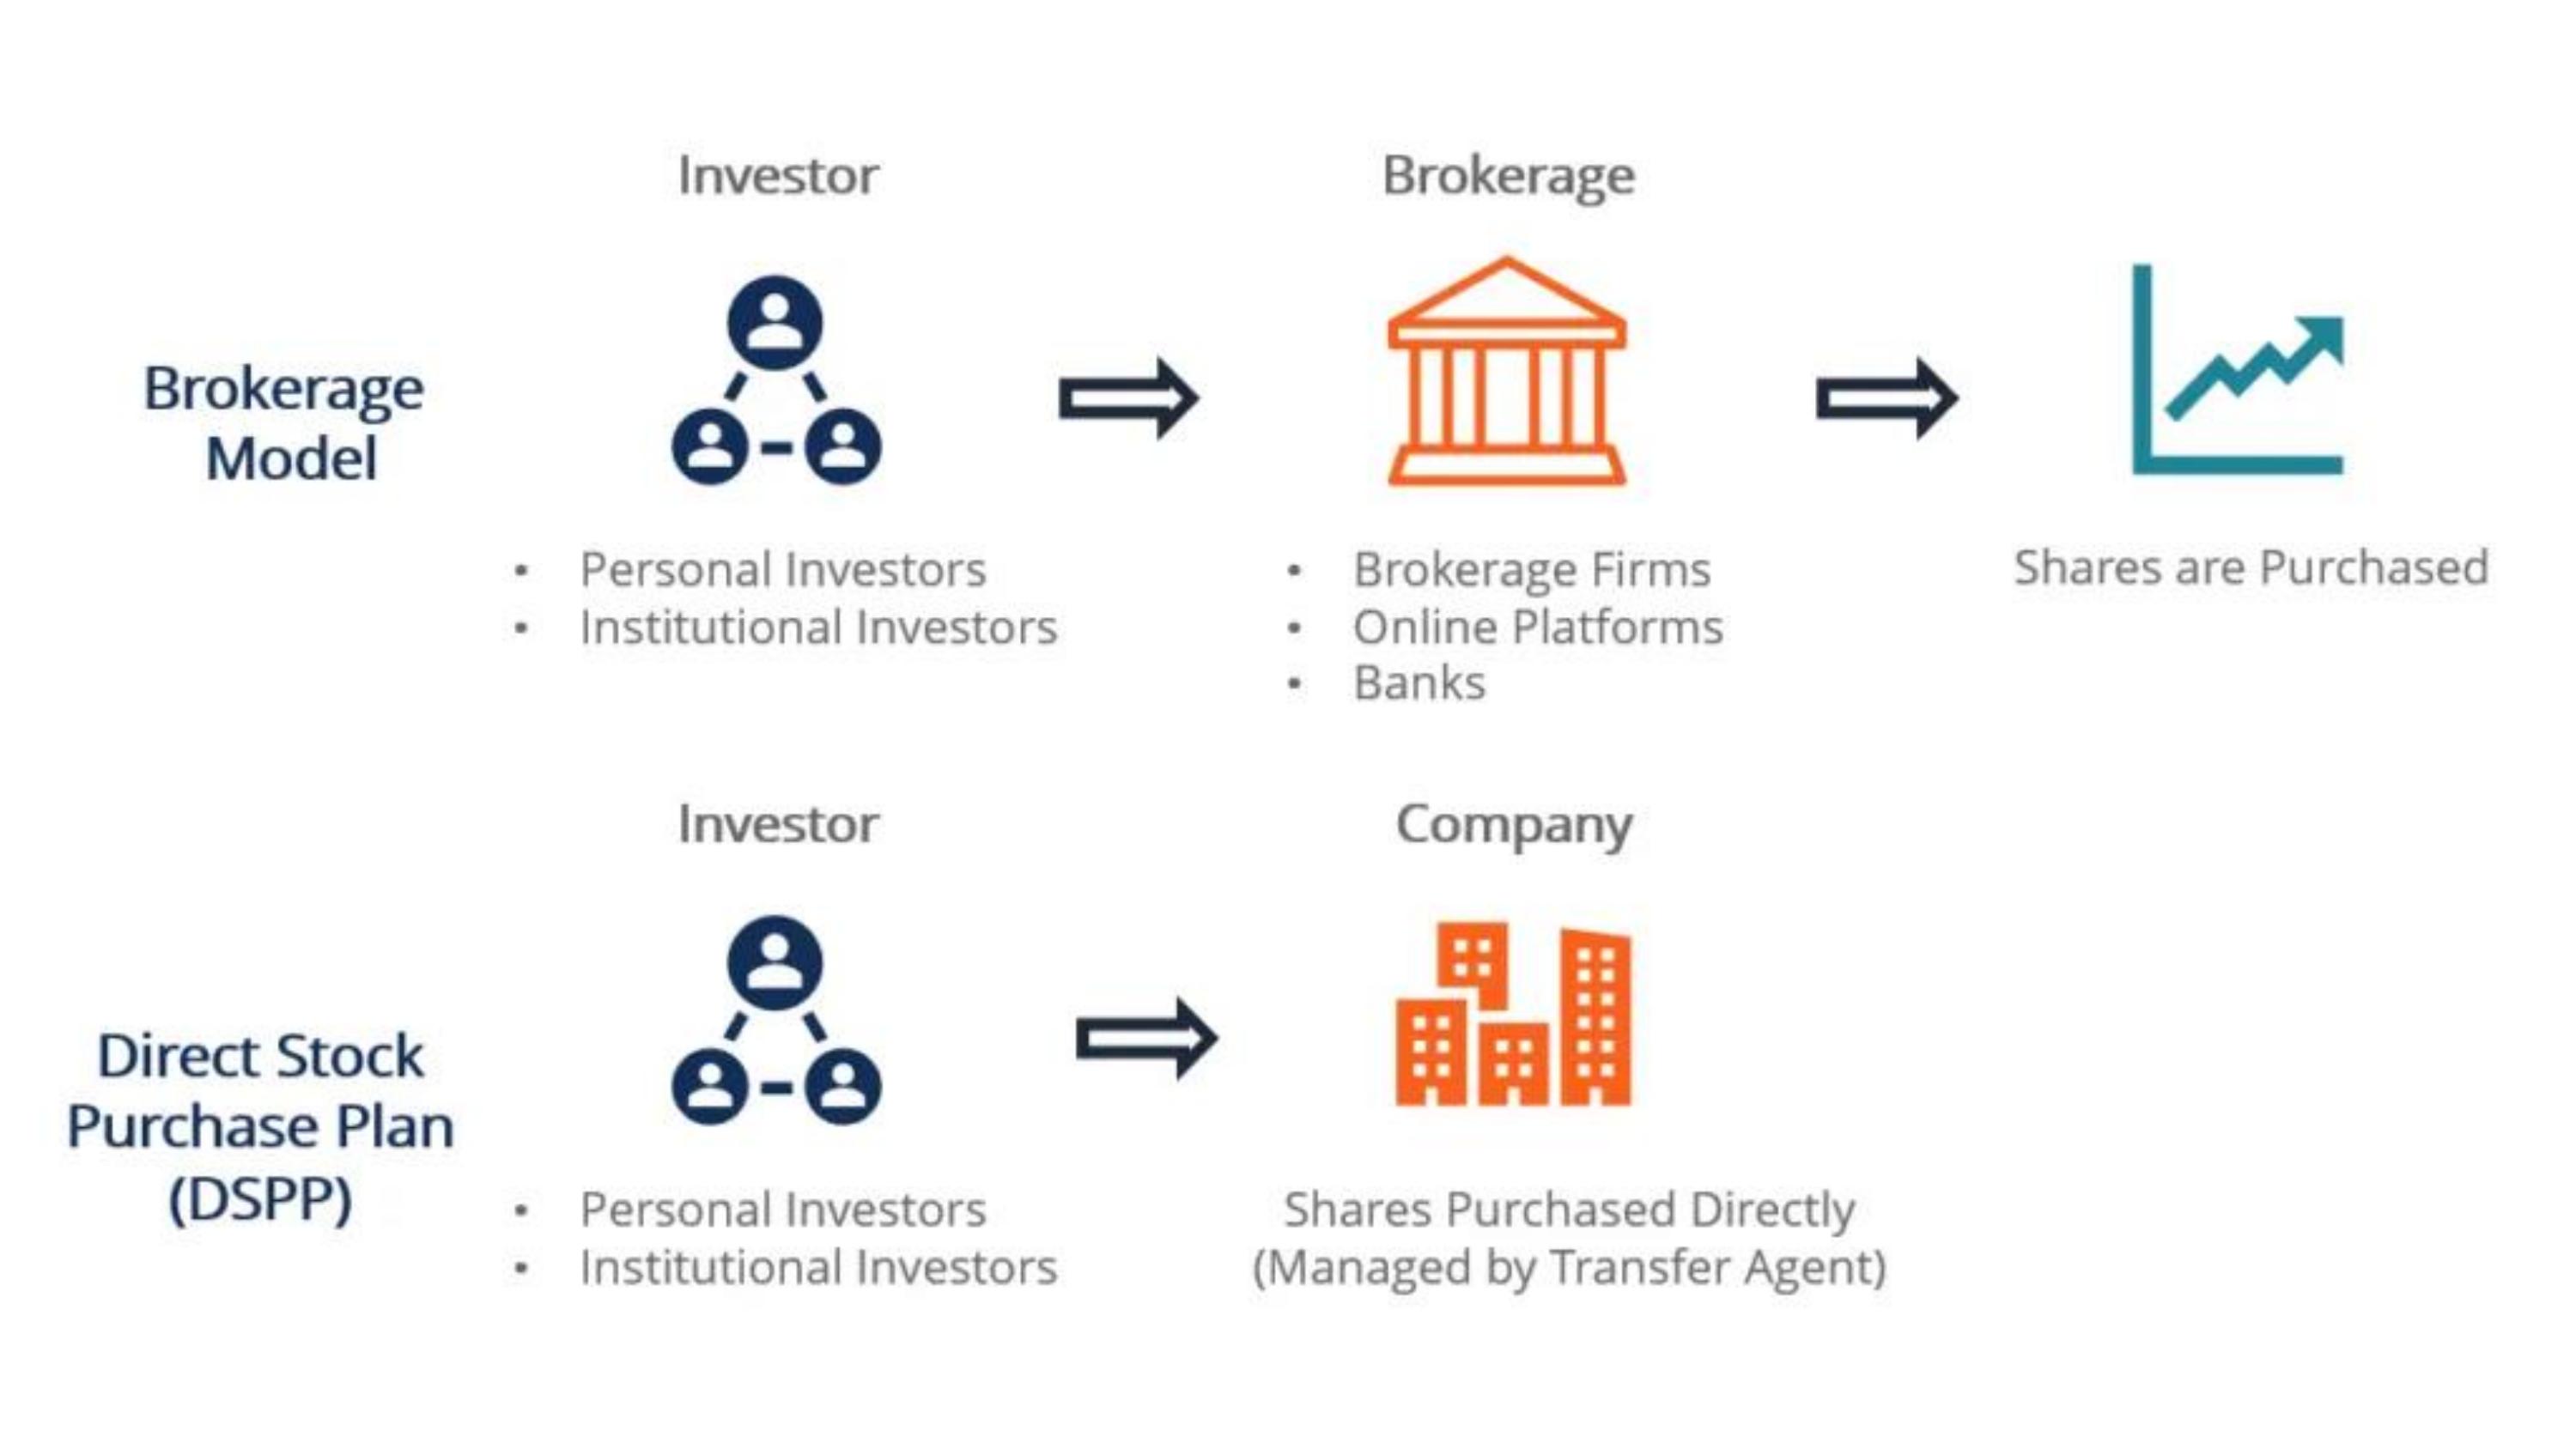 Investor
Brokerage
Brokerage
Model
• Personal Investors
• Institutional Investors
• Brokerage Firms
• Online Platforms
• Banks
Shares are Purchased
Investor
Company
Direct Stock
Purchase Plan
(DSPP)
• Personal Investors
• Institutional Investors
Shares Purchased Directly
(Managed by Transfer Agent)